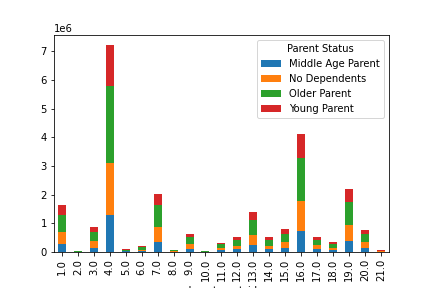 1e6
Parent Status
Middle Age Parent
No Dependents
Older Parent
Young Parent
7
6
5
4
3
2
1
0
1.0 2.0 3.0 4.0 5.0 6.0 7.0 8.0 9.0 10.0 11.0 12.0 13.0 14.0 15.0 16.0 17.0 18.0 19.0 20.0 21.0